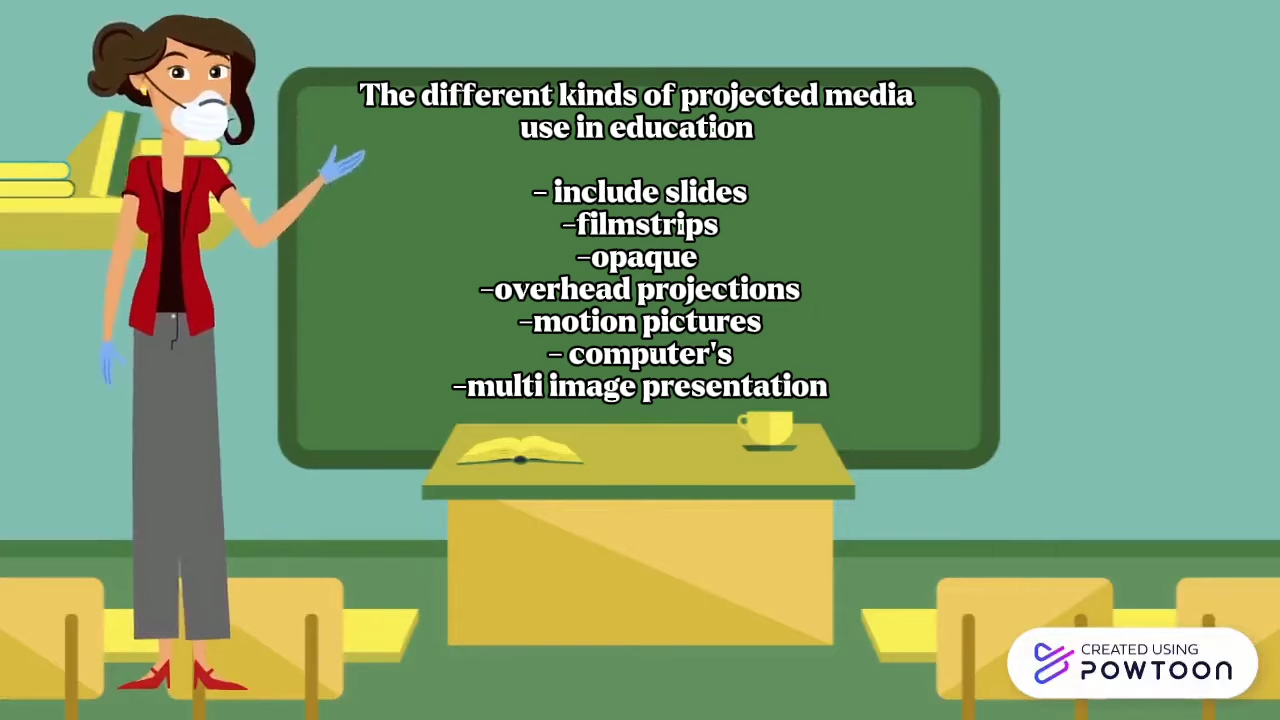 The different kinds of projected media
use in education
- include slides
-filmstrips
-opaque
-overhead projections
-motion pictures
- computer's
-multi image presentation
CREATED USING
POWTOON